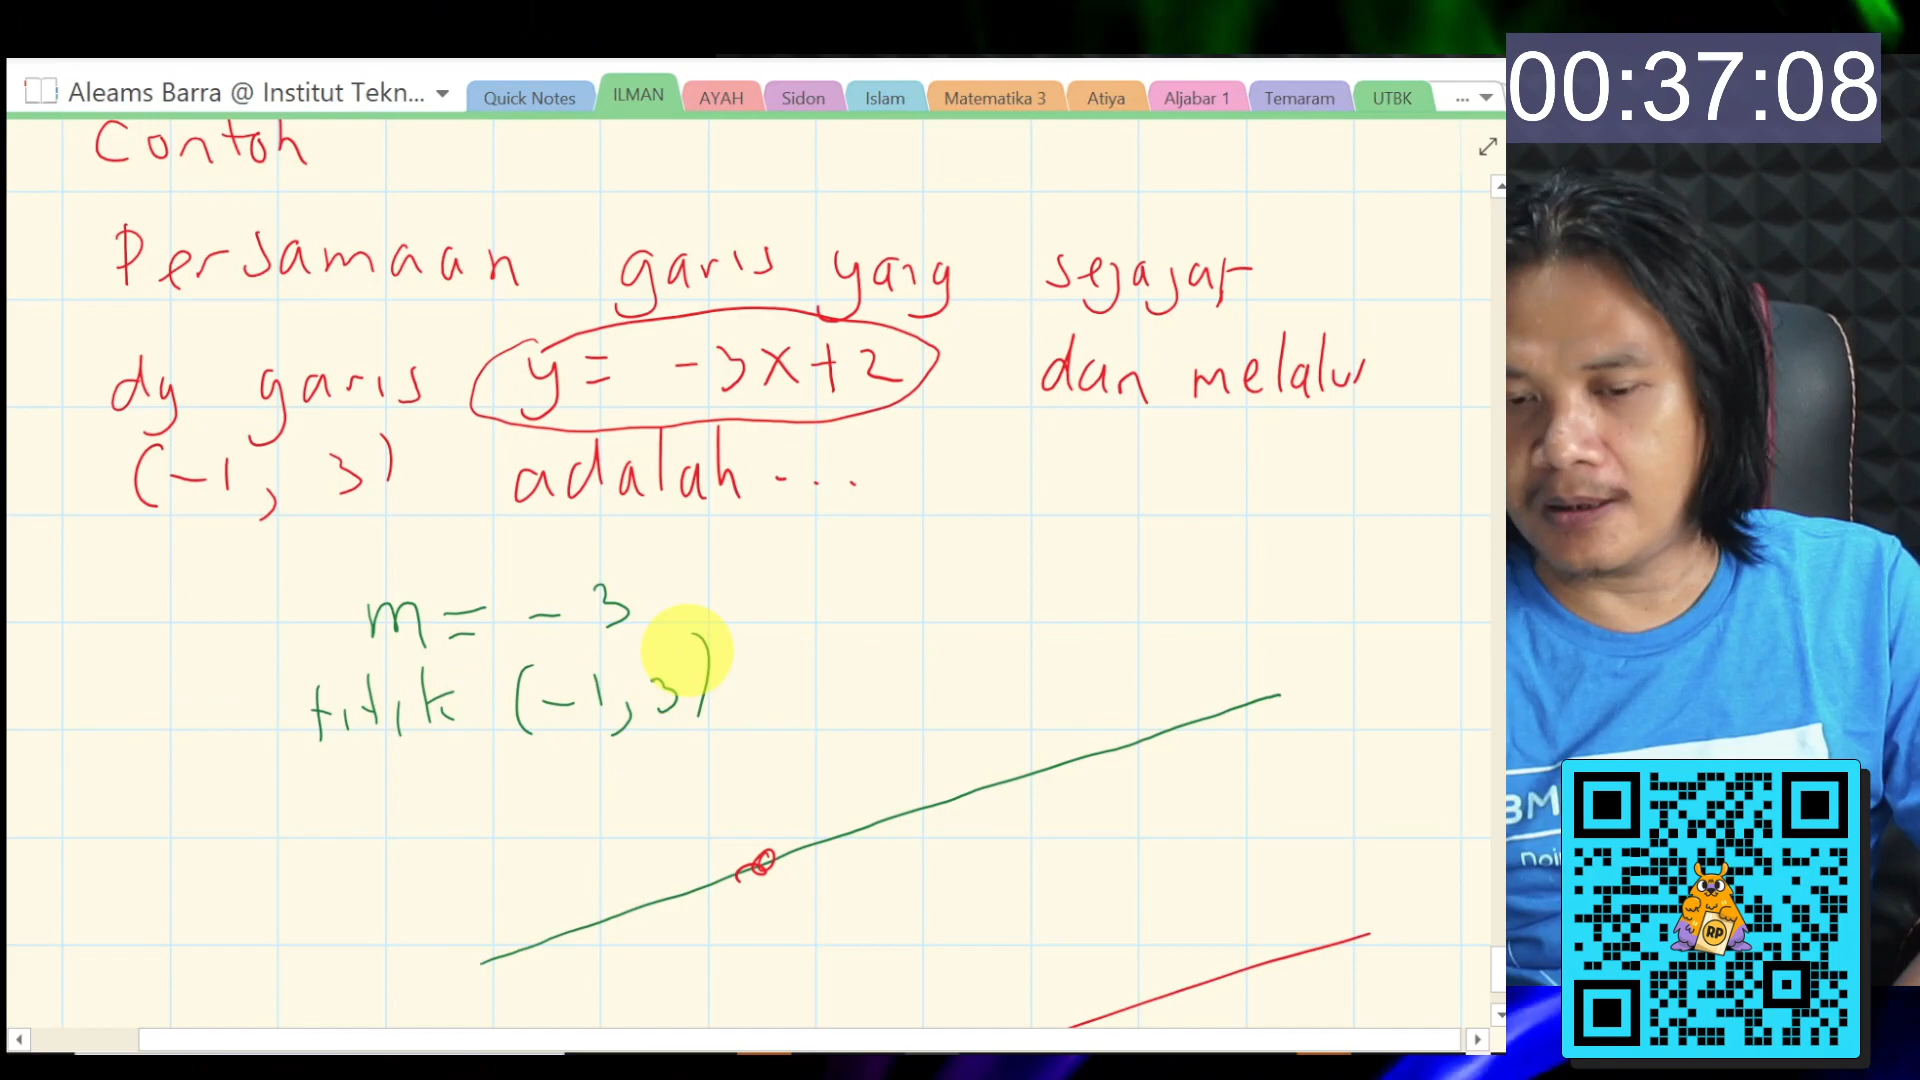 00:37:08
Aleams Barra @ Institut Tekn...
Quick Notes
ILMAN
AYAH
Sidon
Islam
Matematika 3
Atiya
Aljabar 1
Temaram
UTBK
...
Contoh
Persamaan garis yang sejajar
dg garis y = -3x+2 dan melalui
(-1, 3) adalah ...
m = -3
titik (-1, 3)
BM
RP